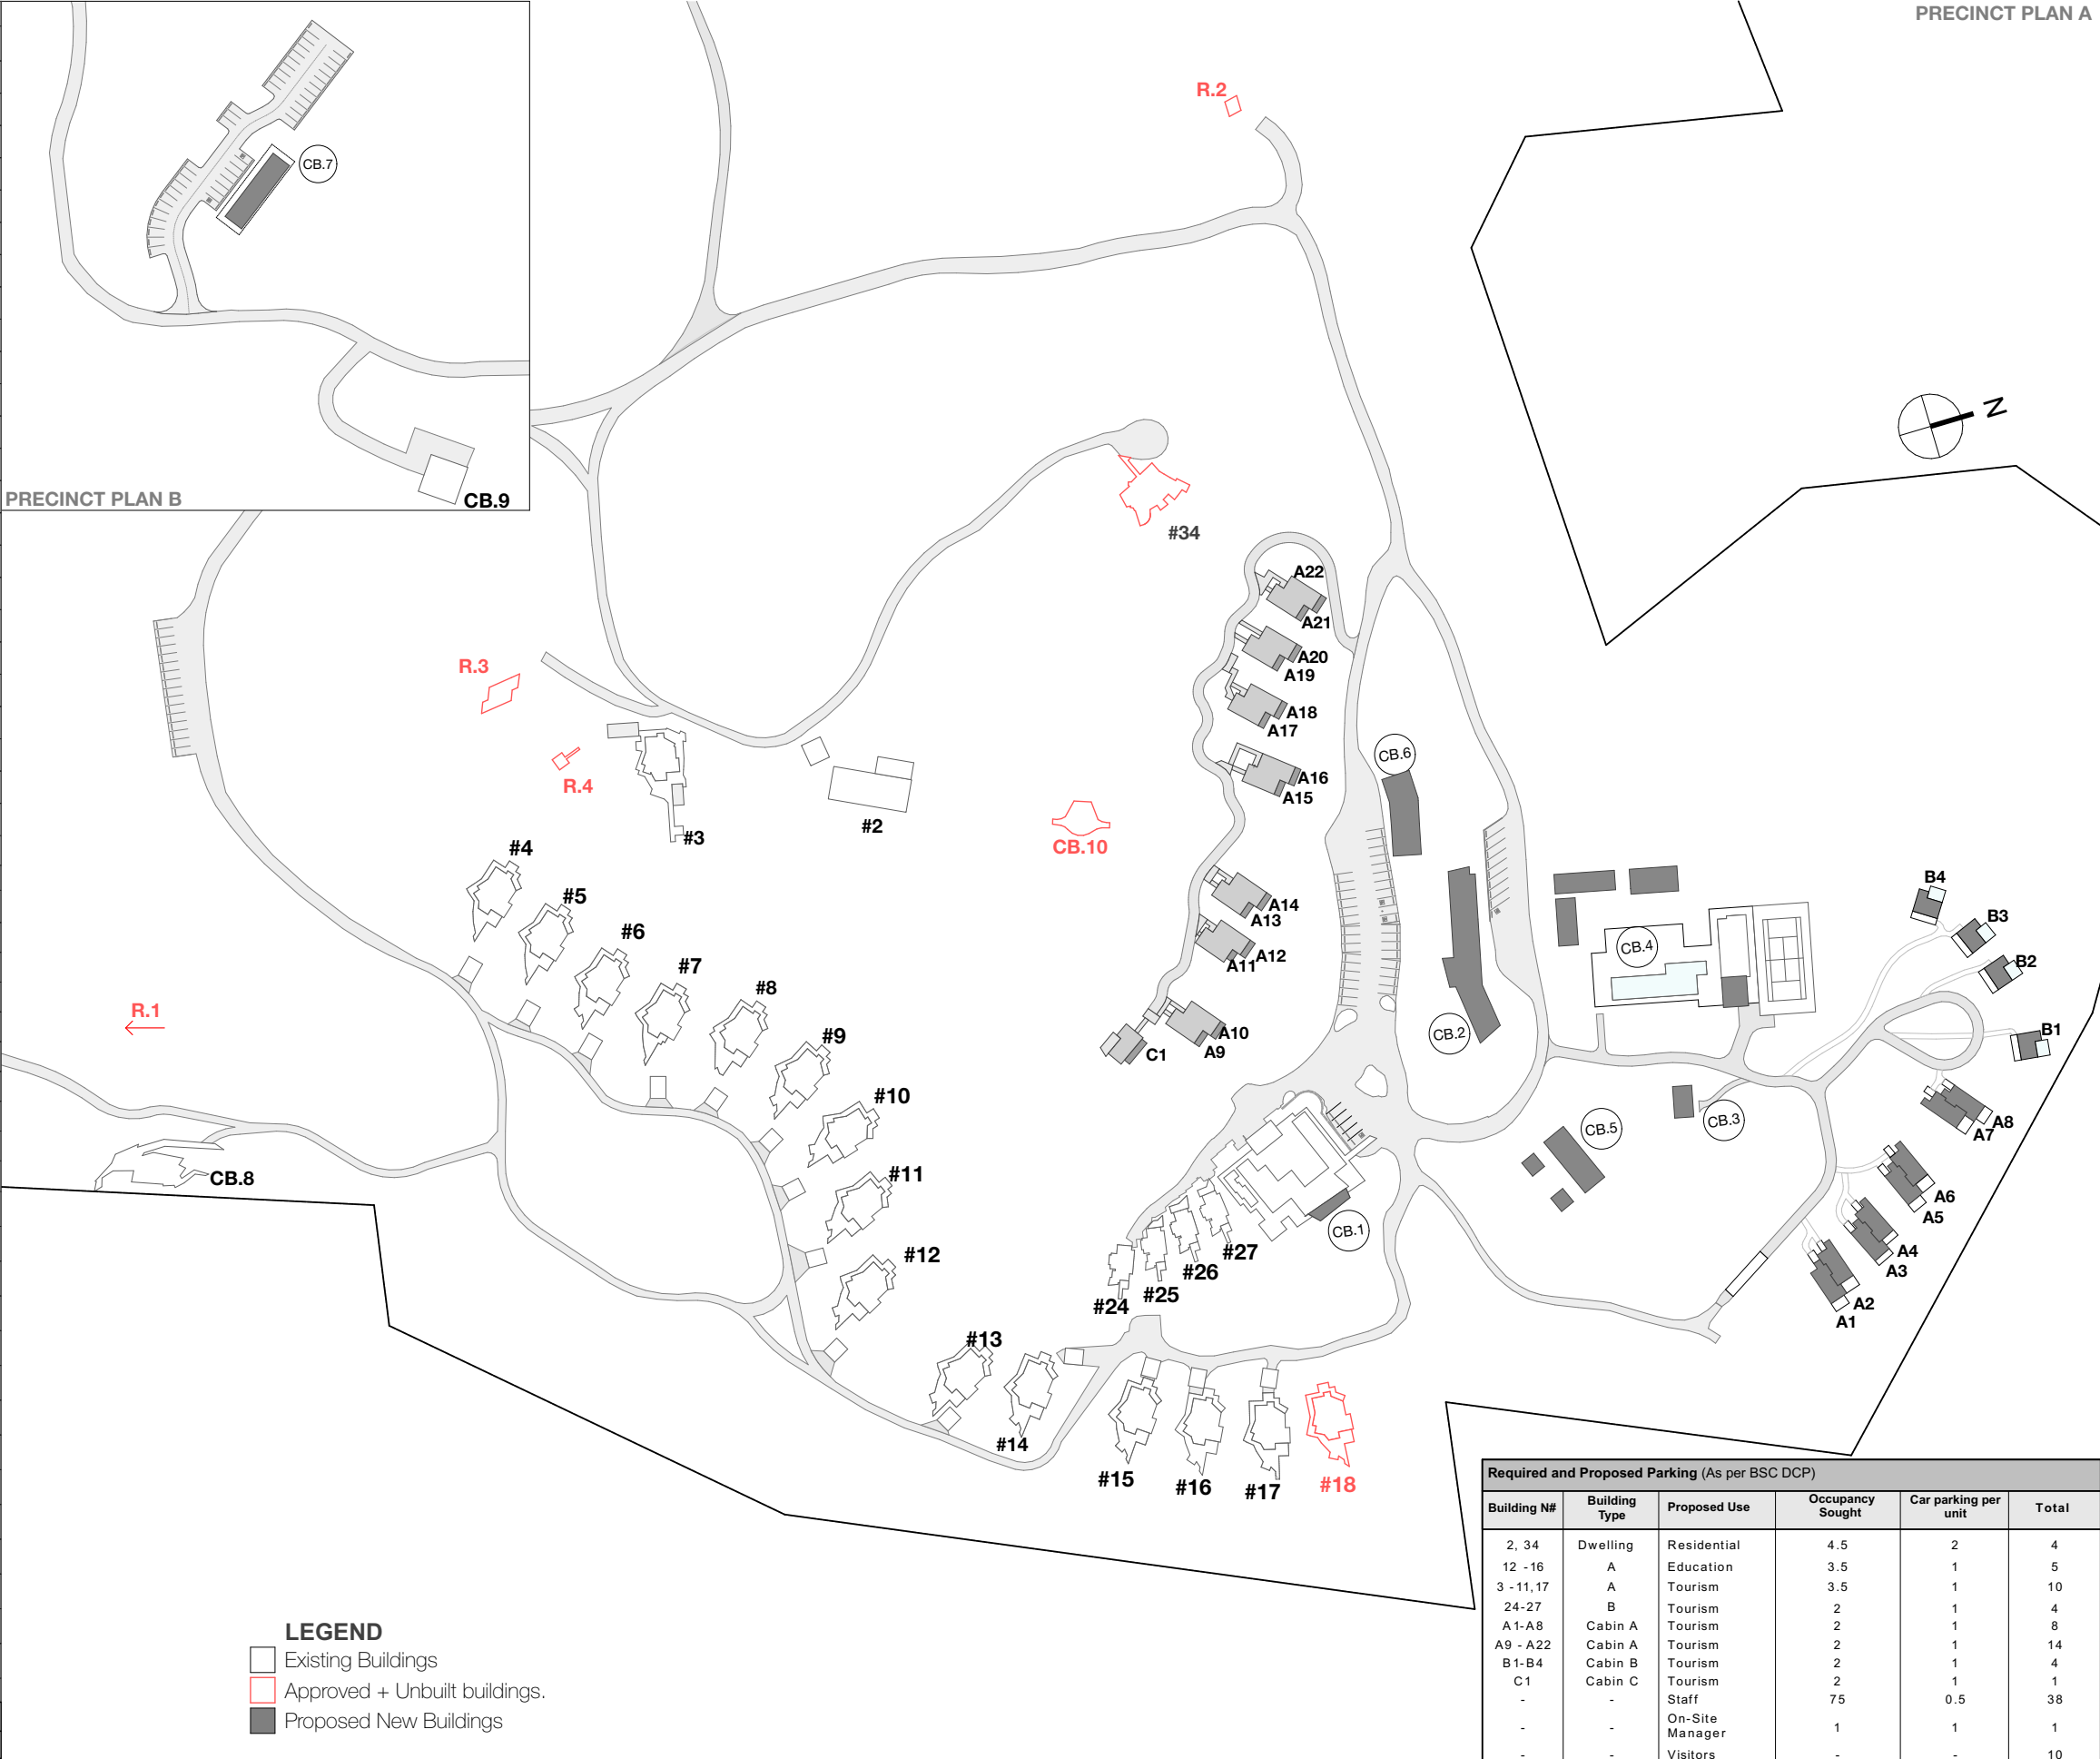 PRECINCT PLAN A
R.2
CB.7
N
PRECINCT PLAN B
CB.9
#34
A22
A21
A20
A19
A18
A17
A16
A15
R.3
R.4
#3
#2
CB.10
CB.6
#4
#5
#6
#7
#8
#9
#10
#11
#12
A14
A13
A12
A11
A10
A9
C1
CB.2
CB.4
B4
B3
B2
B1
R.1
CB.8
CB.5
CB.3
A8
A7
A6
A5
A4
A3
A2
A1
CB.1
#27
#26
#25
#24
#13
#14
#15
#16
#17
#18
Required and Proposed Parking (As per BSC DCP)
Building N# Building Type Proposed Use Occupancy Sought Car parking per unit Total
2, 34 Dwelling Residential 4.5 2 4
12 -16 A Education 3.5 1 5
3 -11,17 A Tourism 3.5 1 10
24-27 B Tourism 2 1 4
A1-A8 Cabin A Tourism 2 1 8
A9 - A22 Cabin A Tourism 2 1 14
B1-B4 Cabin B Tourism 2 1 4
C1 Cabin C Tourism 2 1 1
- - Staff 75 0.5 38
- - On-Site Manager 1 1 1
- - Visitors - - 10
LEGEND
Existing Buildings
Approved + Unbuilt buildings.
Proposed New Buildings